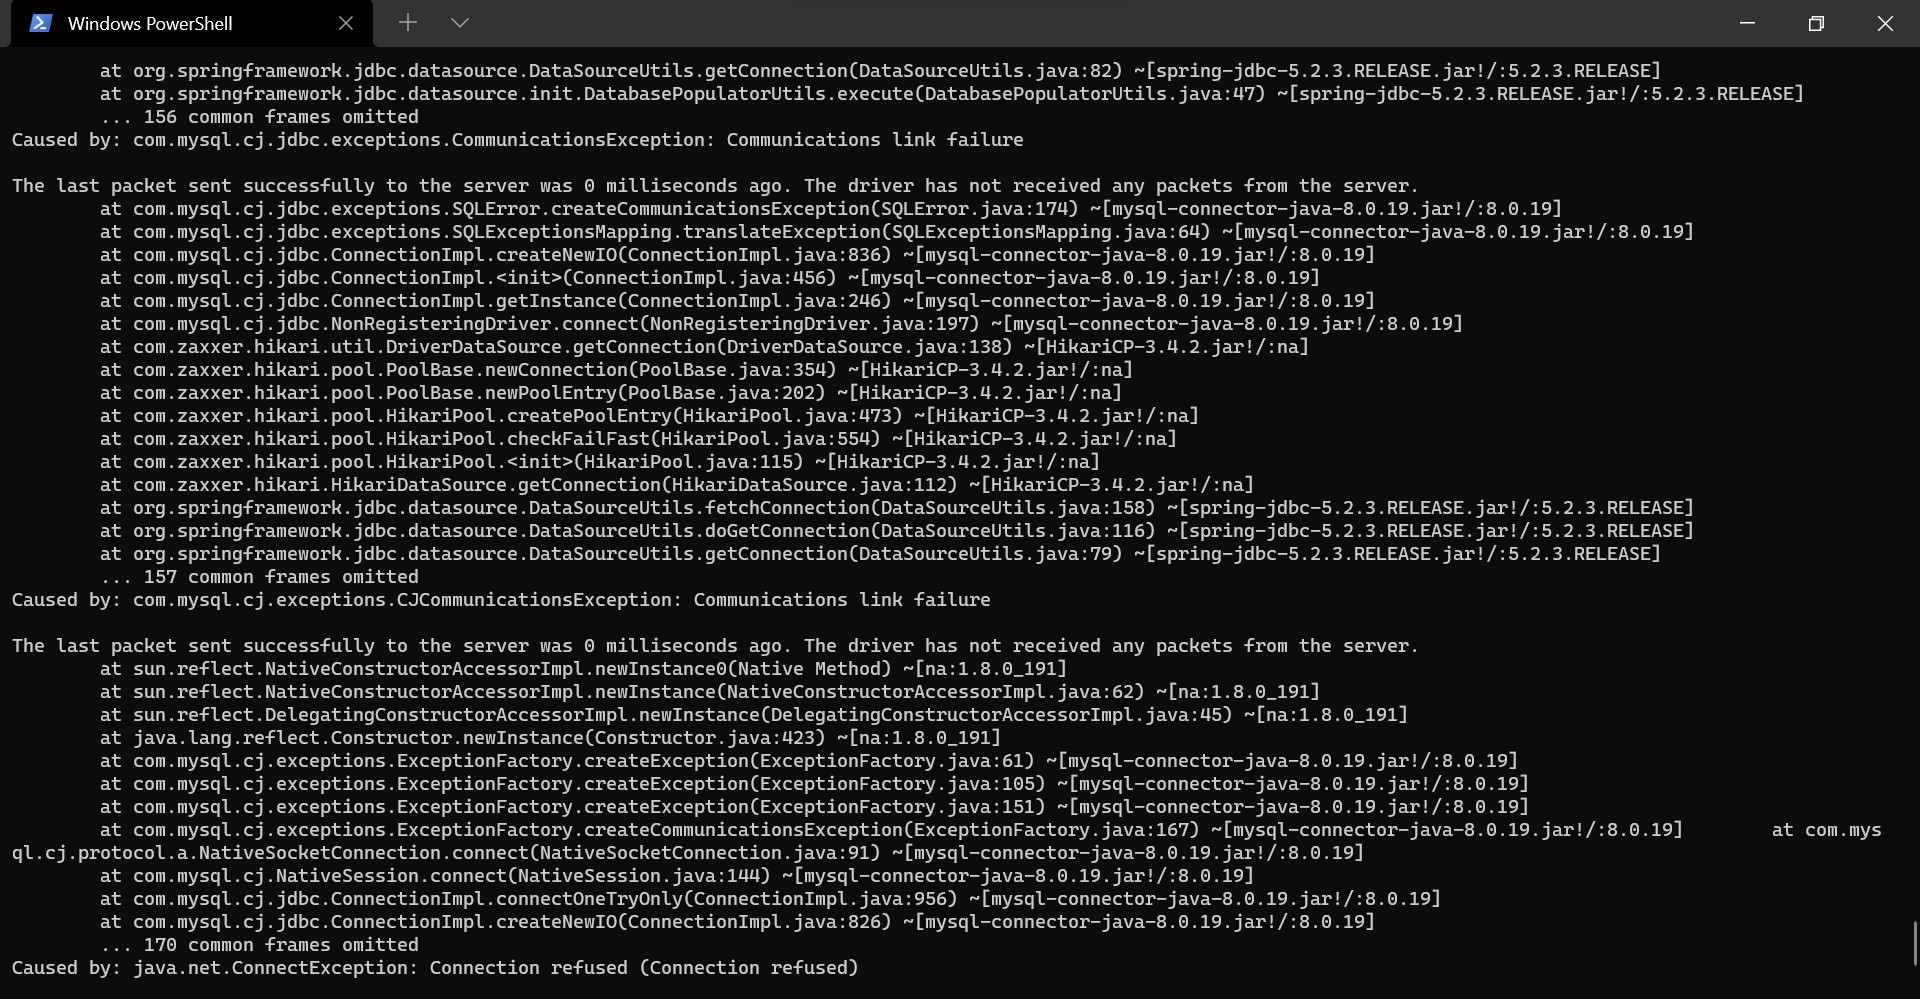 Windows PowerShell
at org.springframework.jdbc.datasource.DataSourceUtils.getConnection(DataSourceUtils.java:82) ~[spring-jdbc-5.2.3.RELEASE.jar!/:5.2.3.RELEASE]
at org.springframework.jdbc.datasource.init.DatabasePopulatorUtils.execute(DatabasePopulatorUtils.java:47) ~[spring-jdbc-5.2.3.RELEASE.jar!/:5.2.3.RELEASE]
... 156 common frames omitted
Caused by: com.mysql.cj.jdbc.exceptions.CommunicationsException: Communications link failure
The last packet sent successfully to the server was 0 milliseconds ago. The driver has not received any packets from the server.
at com.mysql.cj.jdbc.exceptions.SQLError.createCommunicationsException(SQLError.java:174) ~[mysql-connector-java-8.0.19.jar!/:8.0.19]
at com.mysql.cj.jdbc.exceptions.SQLExceptionsMapping.translateException(SQLExceptionsMapping.java:64) ~[mysql-connector-java-8.0.19.jar!/:8.0.19]
at com.mysql.cj.jdbc.ConnectionImpl.createNewIO(ConnectionImpl.java:836) ~[mysql-connector-java-8.0.19.jar!/:8.0.19]
at com.mysql.cj.jdbc.ConnectionImpl.<init>(ConnectionImpl.java:456) ~[mysql-connector-java-8.0.19.jar!/:8.0.19]
at com.mysql.cj.jdbc.ConnectionImpl.getInstance(ConnectionImpl.java:246) ~[mysql-connector-java-8.0.19.jar!/:8.0.19]
at com.mysql.cj.jdbc.NonRegisteringDriver.connect(NonRegisteringDriver.java:197) ~[mysql-connector-java-8.0.19.jar!/:8.0.19]
at com.zaxxer.hikari.util.DriverDataSource.getConnection(DriverDataSource.java:138) ~[HikariCP-3.4.2.jar!/:na]
at com.zaxxer.hikari.pool.PoolBase.newConnection(PoolBase.java:354) ~[HikariCP-3.4.2.jar!/:na]
at com.zaxxer.hikari.pool.PoolBase.newPoolEntry(PoolBase.java:202) ~[HikariCP-3.4.2.jar!/:na]
at com.zaxxer.hikari.pool.HikariPool.createPoolEntry(HikariPool.java:473) ~[HikariCP-3.4.2.jar!/:na]
at com.zaxxer.hikari.pool.HikariPool.checkFailFast(HikariPool.java:554) ~[HikariCP-3.4.2.jar!/:na]
at com.zaxxer.hikari.pool.HikariPool.<init>(HikariPool.java:115) ~[HikariCP-3.4.2.jar!/:na]
at com.zaxxer.hikari.HikariDataSource.getConnection(HikariDataSource.java:112) ~[HikariCP-3.4.2.jar!/:na]
at org.springframework.jdbc.datasource.DataSourceUtils.fetchConnection(DataSourceUtils.java:158) ~[spring-jdbc-5.2.3.RELEASE.jar!/:5.2.3.RELEASE]
at org.springframework.jdbc.datasource.DataSourceUtils.doGetConnection(DataSourceUtils.java:116) ~[spring-jdbc-5.2.3.RELEASE.jar!/:5.2.3.RELEASE]
at org.springframework.jdbc.datasource.DataSourceUtils.getConnection(DataSourceUtils.java:79) ~[spring-jdbc-5.2.3.RELEASE.jar!/:5.2.3.RELEASE]
... 157 common frames omitted
Caused by: com.mysql.cj.exceptions.CJCommunicationsException: Communications link failure
The last packet sent successfully to the server was 0 milliseconds ago. The driver has not received any packets from the server.
at sun.reflect.NativeConstructorAccessorImpl.newInstance0(Native Method) ~[na:1.8.0_191]
at sun.reflect.NativeConstructorAccessorImpl.newInstance(NativeConstructorAccessorImpl.java:62) ~[na:1.8.0_191]
at sun.reflect.DelegatingConstructorAccessorImpl.newInstance(DelegatingConstructorAccessorImpl.java:45) ~[na:1.8.0_191]
at java.lang.reflect.Constructor.newInstance(Constructor.java:423) ~[na:1.8.0_191]
at com.mysql.cj.exceptions.ExceptionFactory.createException(ExceptionFactory.java:61) ~[mysql-connector-java-8.0.19.jar!/:8.0.19]
at com.mysql.cj.exceptions.ExceptionFactory.createException(ExceptionFactory.java:105) ~[mysql-connector-java-8.0.19.jar!/:8.0.19]
at com.mysql.cj.exceptions.ExceptionFactory.createException(ExceptionFactory.java:151) ~[mysql-connector-java-8.0.19.jar!/:8.0.19]
at com.mysql.cj.exceptions.ExceptionFactory.createCommunicationsException(ExceptionFactory.java:167) ~[mysql-connector-java-8.0.19.jar!/:8.0.19] at com.mys
ql.cj.protocol.a.NativeSocketConnection.connect(NativeSocketConnection.java:91) ~[mysql-connector-java-8.0.19.jar!/:8.0.19]
at com.mysql.cj.NativeSession.connect(NativeSession.java:144) ~[mysql-connector-java-8.0.19.jar!/:8.0.19]
at com.mysql.cj.jdbc.ConnectionImpl.connectOneTryOnly(ConnectionImpl.java:956) ~[mysql-connector-java-8.0.19.jar!/:8.0.19]
at com.mysql.cj.jdbc.ConnectionImpl.createNewIO(ConnectionImpl.java:826) ~[mysql-connector-java-8.0.19.jar!/:8.0.19]
... 170 common frames omitted
Caused by: java.net.ConnectException: Connection refused (Connection refused)